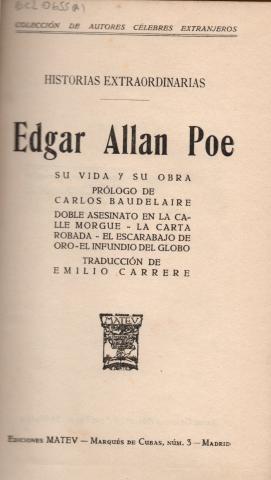 COLECCIÓN DE AUTORES CÉLEBRES EXTRANJEROS
HISTORIAS EXTRAORDINARIAS
Edgar Allan Poe
SU VIDA Y SU OBRA
PRÓLOGO DE
CARLOS BAUDELAIRE
DOBLE ASESINATO EN LA CA-
LLE MORGUE - LA CARTA
ROBADA - EL ESCARABAJO DE
ORO - EL INFUNDIO DEL GLOBO
TRADUCCIÓN DE
EMILIO CARRERE
MATEV
EDICIONES MATEV — MARQUÉS DE CUBAS, NÚM. 3 — MADRID